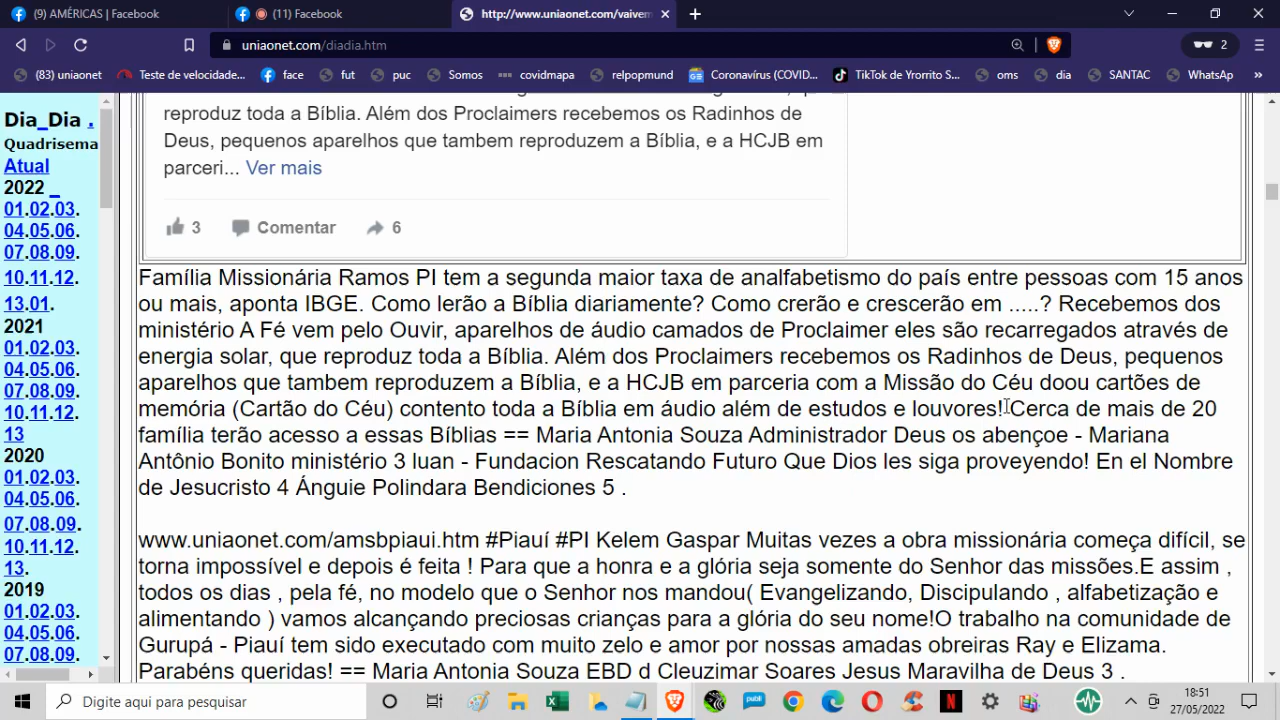 (9) AMÉRICAS | Facebook
(11) Facebook
http://www.uniaonet.com/vaivem
uniaonet.com/diadia.htm
2
(83) uniaonet
Teste de velocidade...
face
fut
puc
Somos
covidmapa
relpopmund
Coronavírus (COVID...
TikTok de Yorrito S...
oms
dia
SANTAC
WhatsAp
»
Dia_Dia .
Quadrisema
Atual
2022 _
01.02.03.
04.05.06.
07.08.09.
10.11.12.
13.01.
2021
01.02.03.
04.05.06.
07.08.09.
10.11.12.
13
2020
01.02.03.
04.05.06.
07.08.09.
10.11.12.
13.
2019
01.02.03.
04.05.06.
07.08.09.
reproduz toda a Bíblia. Além dos Proclaimers recebemos os Radinhos de
Deus, pequenos aparelhos que tambem reproduzem a Bíblia, e a HCJB em
parceri... Ver mais
3
Comentar
6
Família Missionária Ramos PI tem a segunda maior taxa de analfabetismo do país entre pessoas com 15 anos
ou mais, aponta IBGE. Como lerão a Bíblia diariamente? Como crerão e crescerão em .....? Recebemos dos
ministério A Fé vem pelo Ouvir, aparelhos de áudio camados de Proclaimer eles são recarregados através de
energia solar, que reproduz toda a Bíblia. Além dos Proclaimers recebemos os Radinhos de Deus, pequenos
aparelhos que tambem reproduzem a Bíblia, e a HCJB em parceria com a Missão do Céu doou cartões de
memória (Cartão do Céu) contento toda a Bíblia em áudio além de estudos e louvores! Cerca de mais de 20
família terão acesso a essas Bíblias == Maria Antonia Souza Administrador Deus os abençoe - Mariana
Antônio Bonito ministério 3 luan - Fundacion Rescatando Futuro Que Dios les siga proveyendo! En el Nombre
de Jesucristo 4 Ánguie Polindara Bendiciones 5 .
www.uniaonet.com/amsbpiaui.htm #Piauí #PI Kelem Gaspar Muitas vezes a obra missionária começa difícil, se
torna impossível e depois é feita ! Para que a honra e a glória seja somente do Senhor das missões.E assim ,
todos os dias , pela fé, no modelo que o Senhor nos mandou( Evangelizando, Discipulando , alfabetização e
alimentando ) vamos alcançando preciosas crianças para a glória do seu nome!O trabalho na comunidade de
Gurupá - Piauí tem sido executado com muito zelo e amor por nossas amadas obreiras Ray e Elizama.
Parabéns queridas! == Maria Antonia Souza EBD d Cleuzimar Soares Jesus Maravilha de Deus 3 .
Digite aqui para pesquisar
publ
18:51
27/05/2022